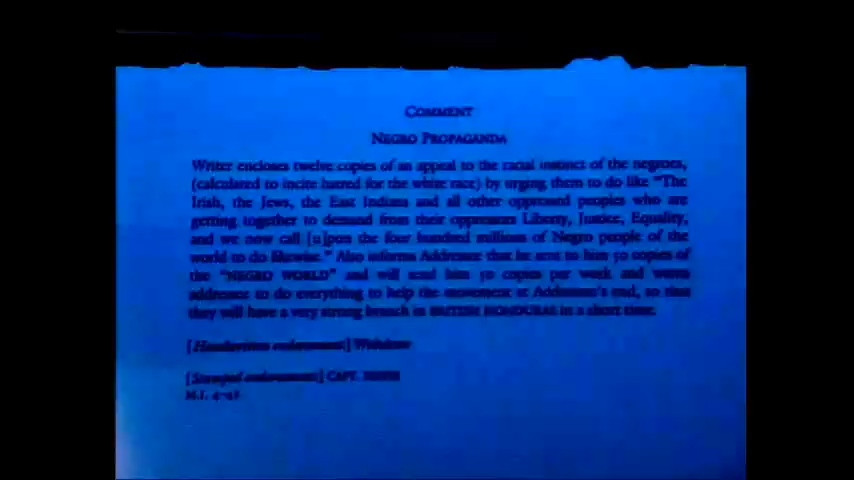 COMMENT
NEGRO PROPAGANDA
Writer encloses twelve copies of an appeal to the racial instinct of the negroes,
(calculated to incite hatred for the white race) by urging them to do like "The
Irish, the Jews, the East Indians and all other oppressed peoples who are
getting together to demand from their oppressors Liberty, Justice, Equality,
and we now call [u]pon the four hundred millions of Negro people of the
world to do likewise." Also informs Addressee that he sent to him 50 copies of
the "NEGRO WORLD" and will send him 50 copies per week and wants
addressee to do everything to help the movement at Addressee's end, so that
they will have a very strong branch in BRITISH HONDURAS in a short time.
[Handwritten endorsement]
[Stamped endorsement] CAPT.
M.I. 4-